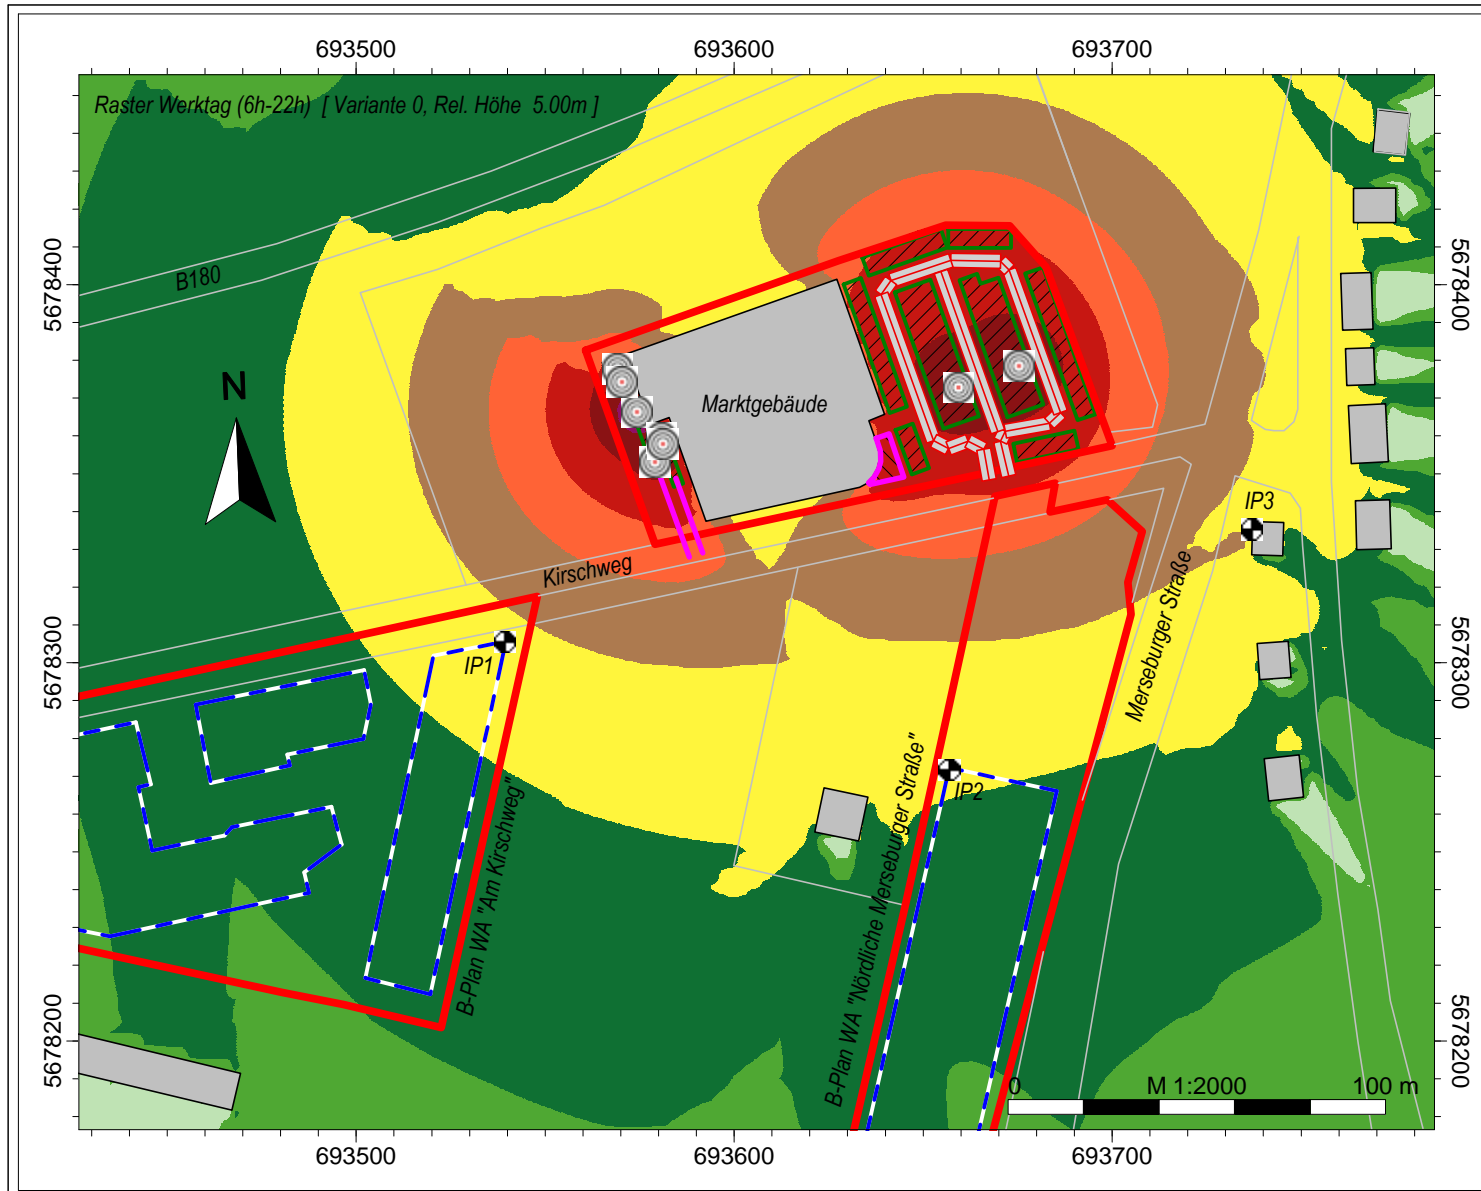 693500 693600 693700
Raster Werktag (6h-22h) [ Variante 0, Rel. Höhe 5.00m ]
B180
5678400
5678400
N
Marktgebäude
IP3
Kirschweg
5678300
5678300
IP1
Merseburger Straße
IP2
B-Plan WA "Am Kirschweg"
B-Plan WA "Nördliche Merseburger Straße"
5678200
5678200
0 M 1:2000 100 m
693500 693600 693700